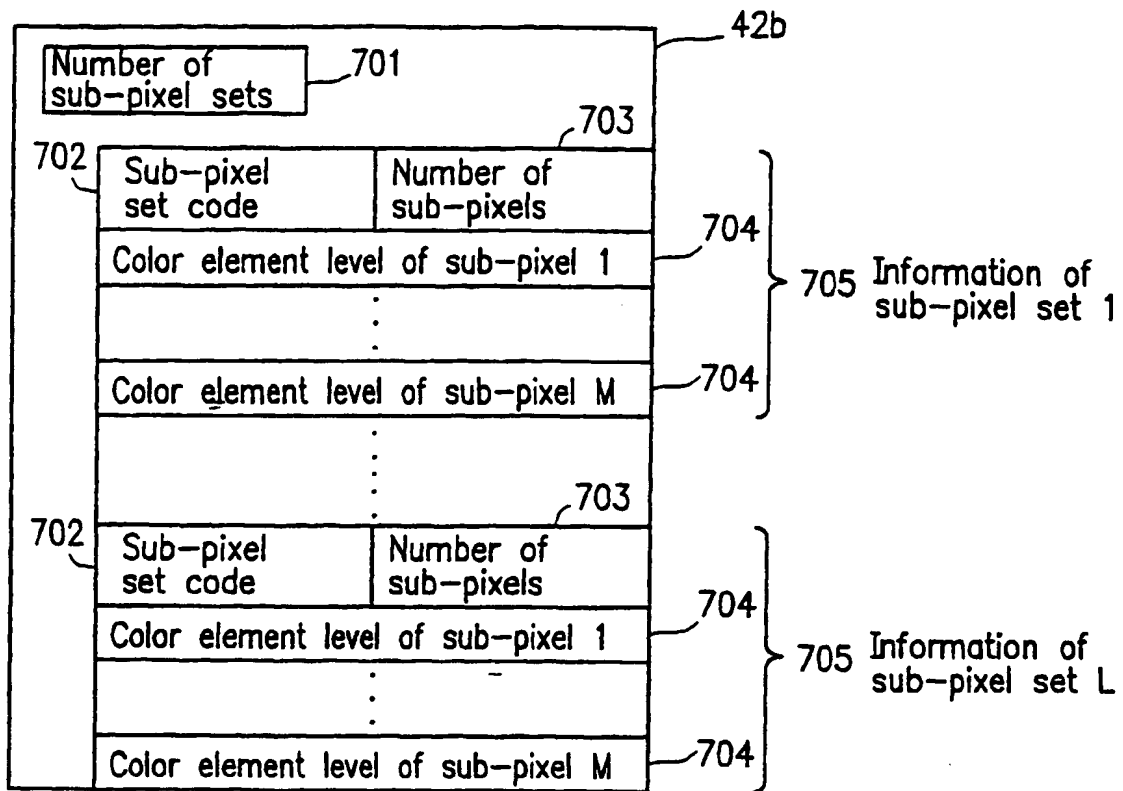 42b
Number of
sub-pixel sets
701
703
702
Sub-pixel
set code
Number of
sub-pixels
704
Color element level of sub-pixel 1
705 Information of
sub-pixel set 1
Color element level of sub-pixel M
704
703
702
Sub-pixel
set code
Number of
sub-pixels
704
Color element level of sub-pixel 1
705 Information of
sub-pixel set L
Color element level of sub-pixel M
704